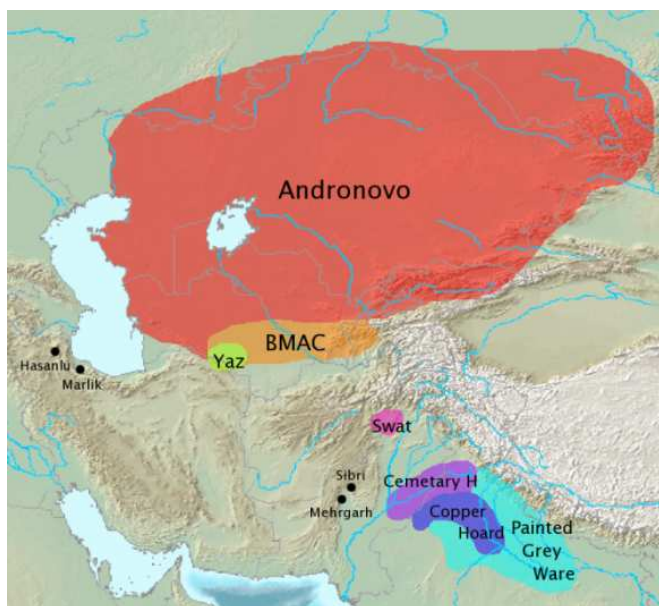 Andronovo
BMAC
Yaz
Hasanlu
Marlik
Swat
Sibri
Cemetary H
Mehrgarh
Copper
Hoard
Painted
Grey
Ware